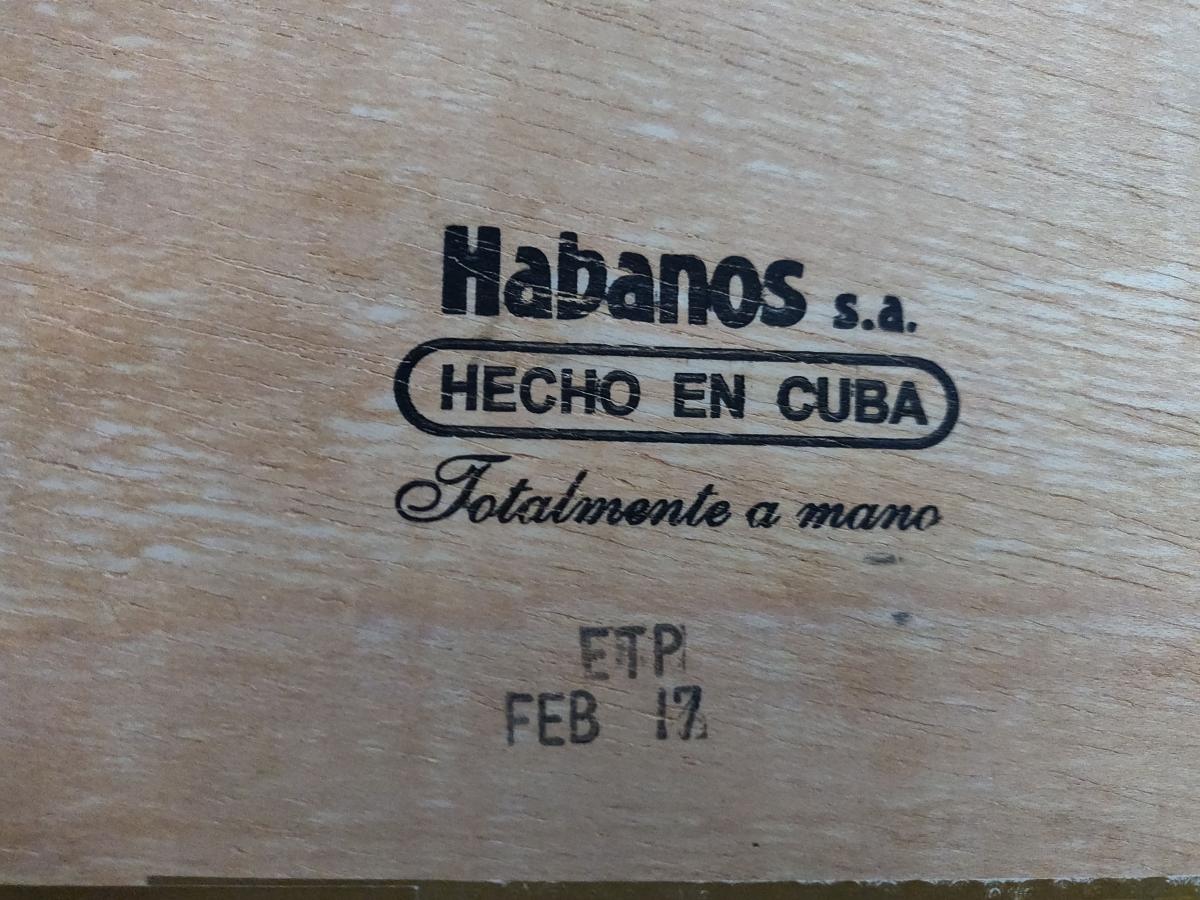 Habanos s.a.
HECHO EN CUBA
Totalmente a mano
ETP
FEB 17